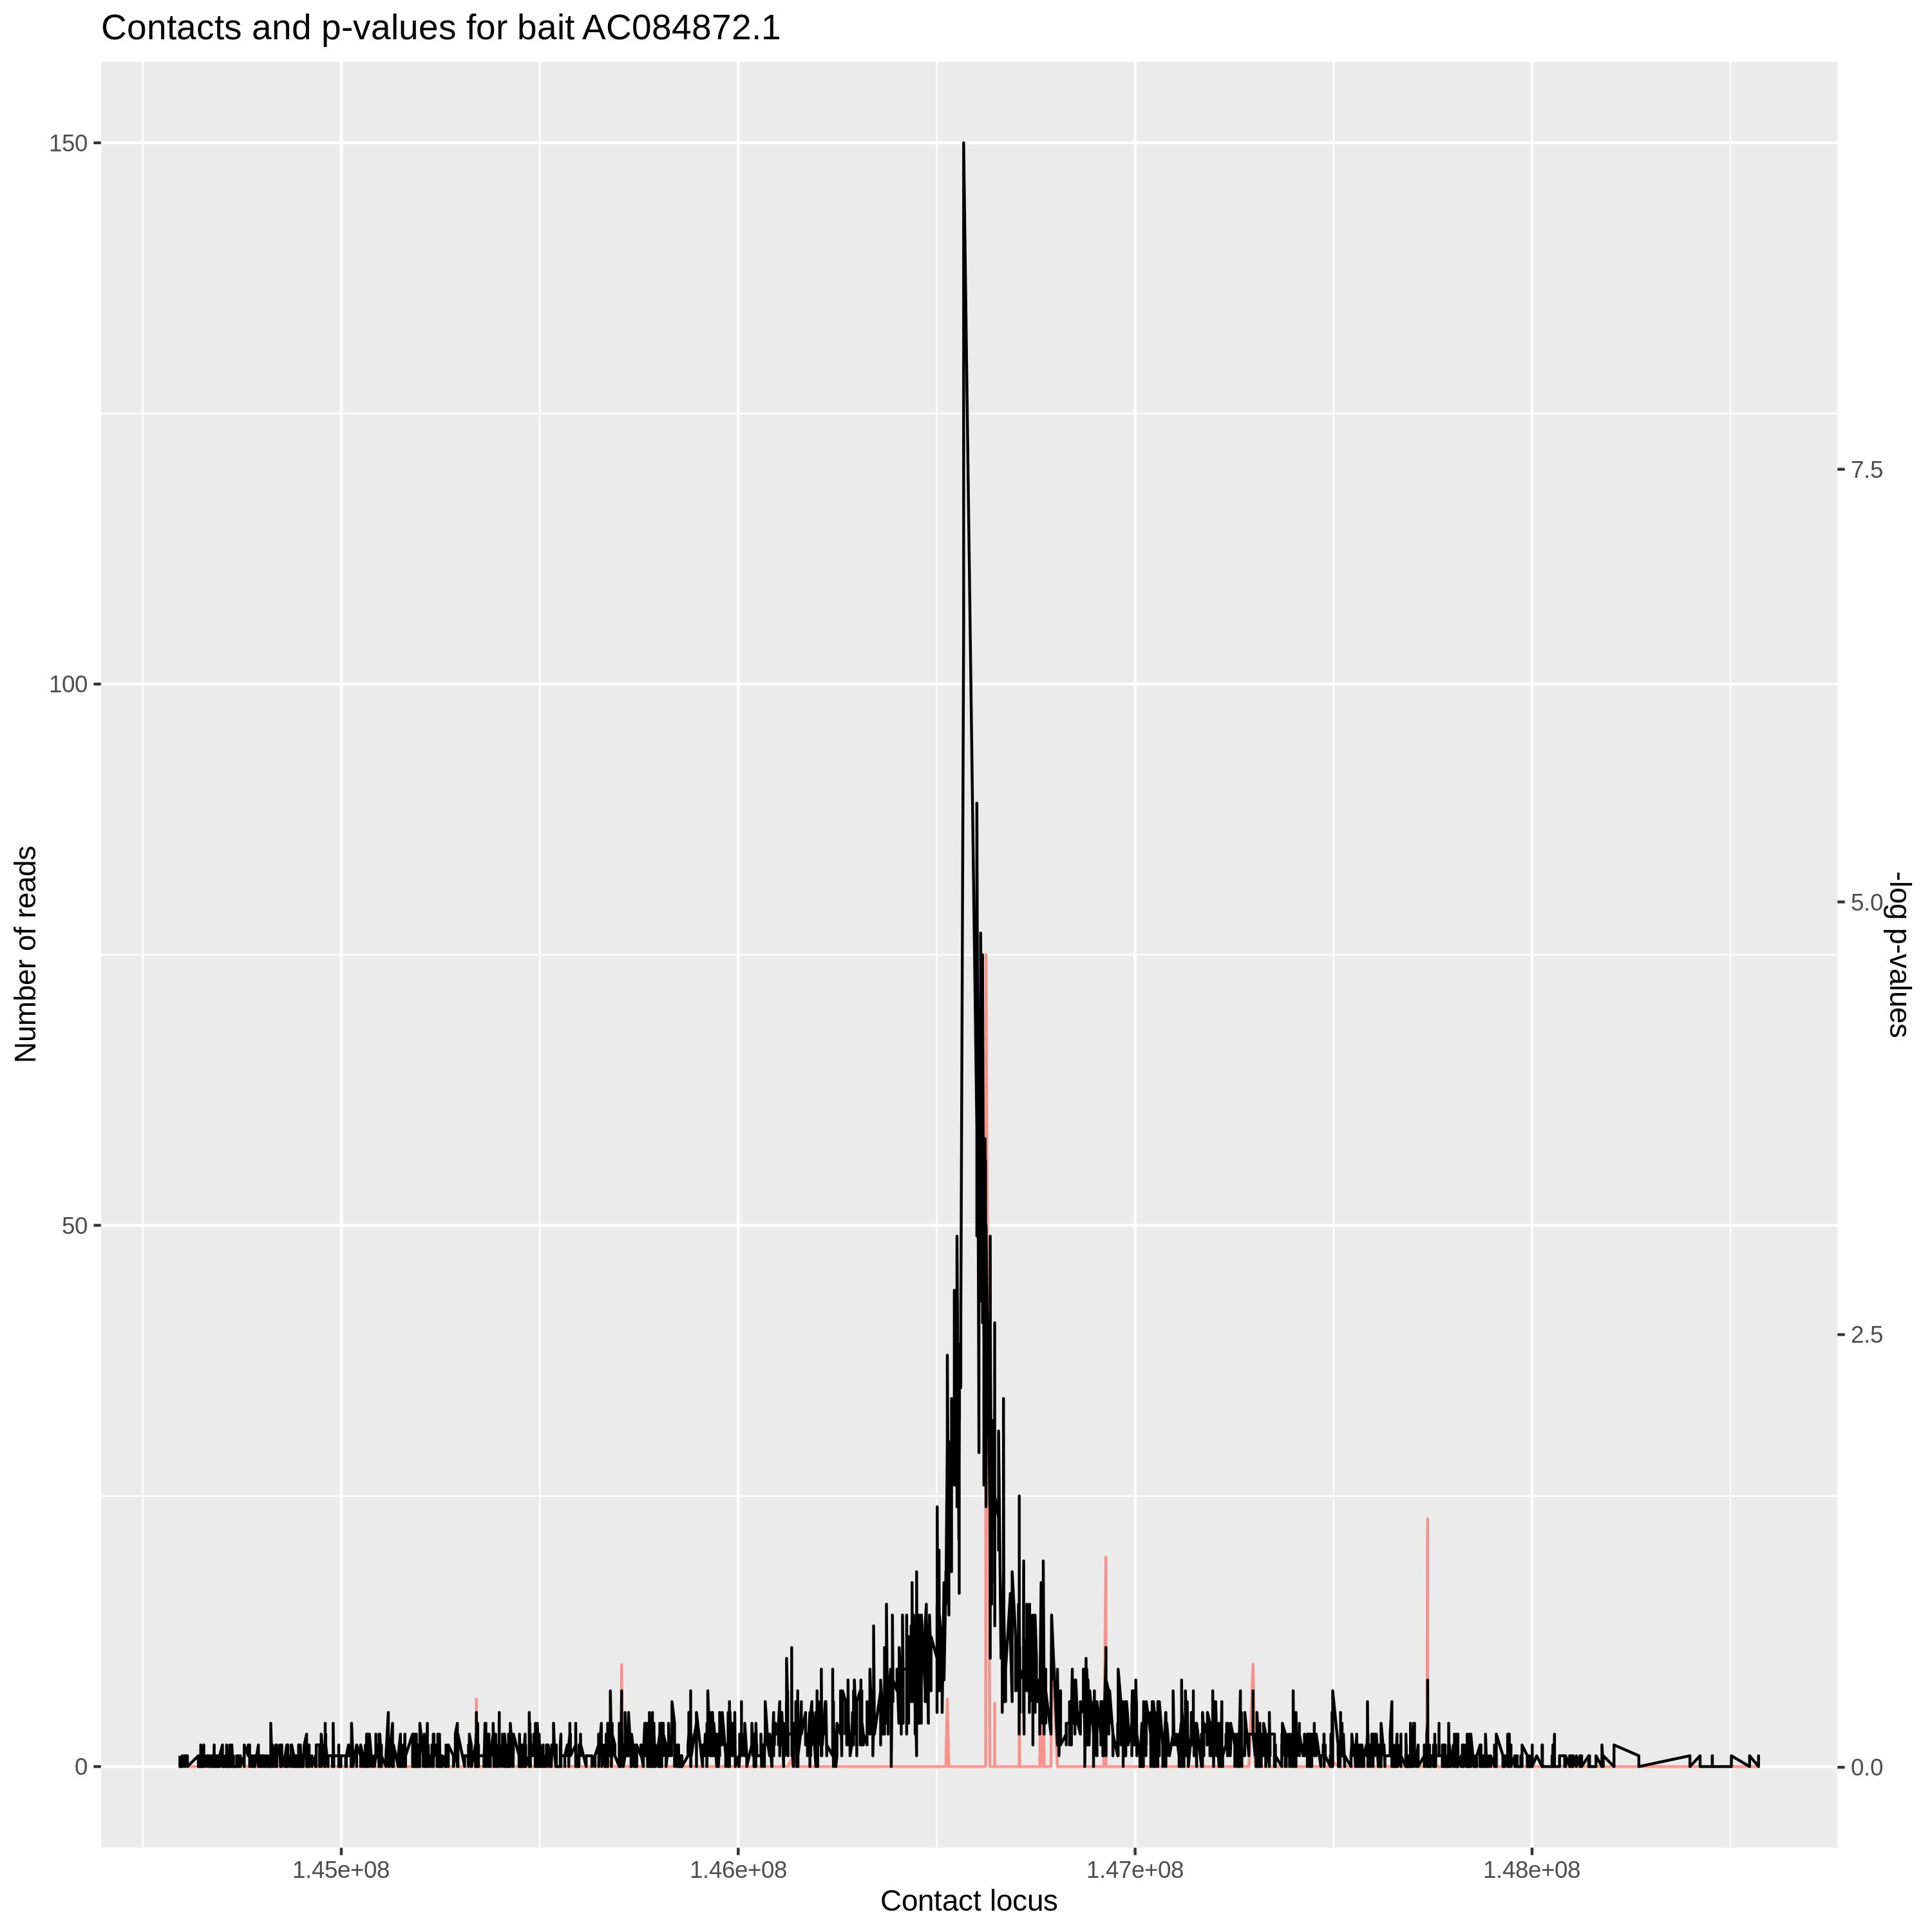 Contacts and p-values for bait AC084872.1
150
100
50
0
Number of reads
7.5
5.0
2.5
0.0
-log p-values
1.45e+08
1.46e+08
1.47e+08
1.48e+08
Contact locus